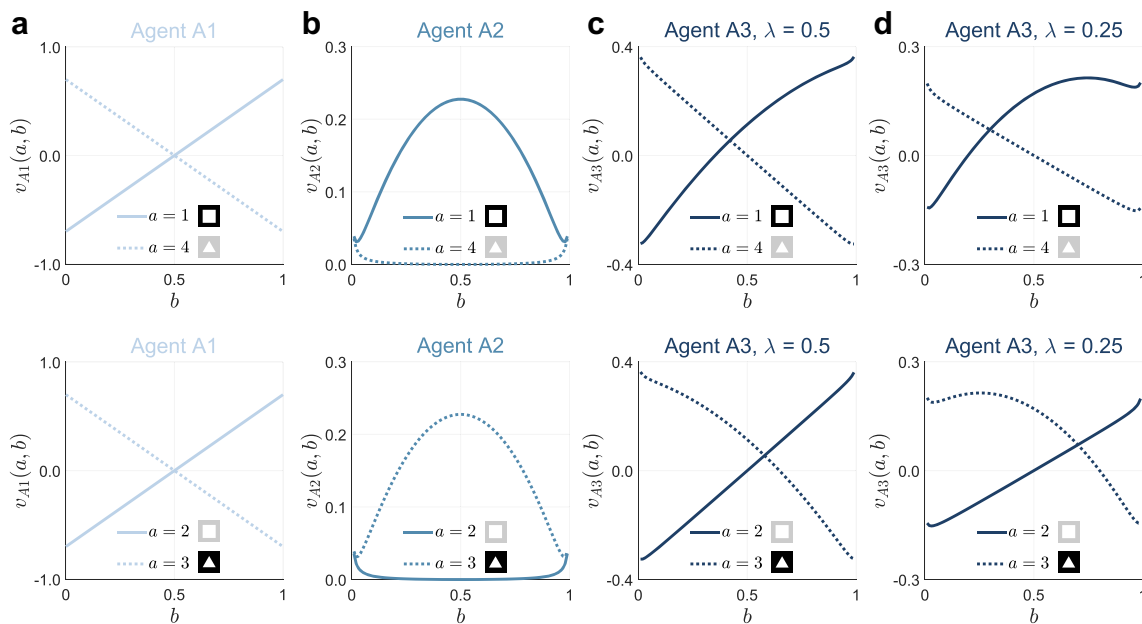 a
Agent A1
1.0
0.0
-1.0
0
0.5
1
b
v_{A1}(a, b)
a = 1
a = 4
b
Agent A2
0.3
0.2
0.1
0.0
0
0.5
1
b
v_{A2}(a, b)
a = 1
a = 4
c
Agent A3, λ = 0.5
0.4
0.0
-0.4
0
0.5
1
b
v_{A3}(a, b)
a = 1
a = 4
d
Agent A3, λ = 0.25
0.3
0.0
-0.3
0
0.5
1
b
v_{A3}(a, b)
a = 1
a = 4
Agent A1
1.0
0.0
-1.0
0
0.5
1
b
v_{A1}(a, b)
a = 2
a = 3
Agent A2
0.3
0.2
0.1
0.0
0
0.5
1
b
v_{A2}(a, b)
a = 2
a = 3
Agent A3, λ = 0.5
0.4
0.0
-0.4
0
0.5
1
b
v_{A3}(a, b)
a = 2
a = 3
Agent A3, λ = 0.25
0.3
0.0
-0.3
0
0.5
1
b
v_{A3}(a, b)
a = 2
a = 3